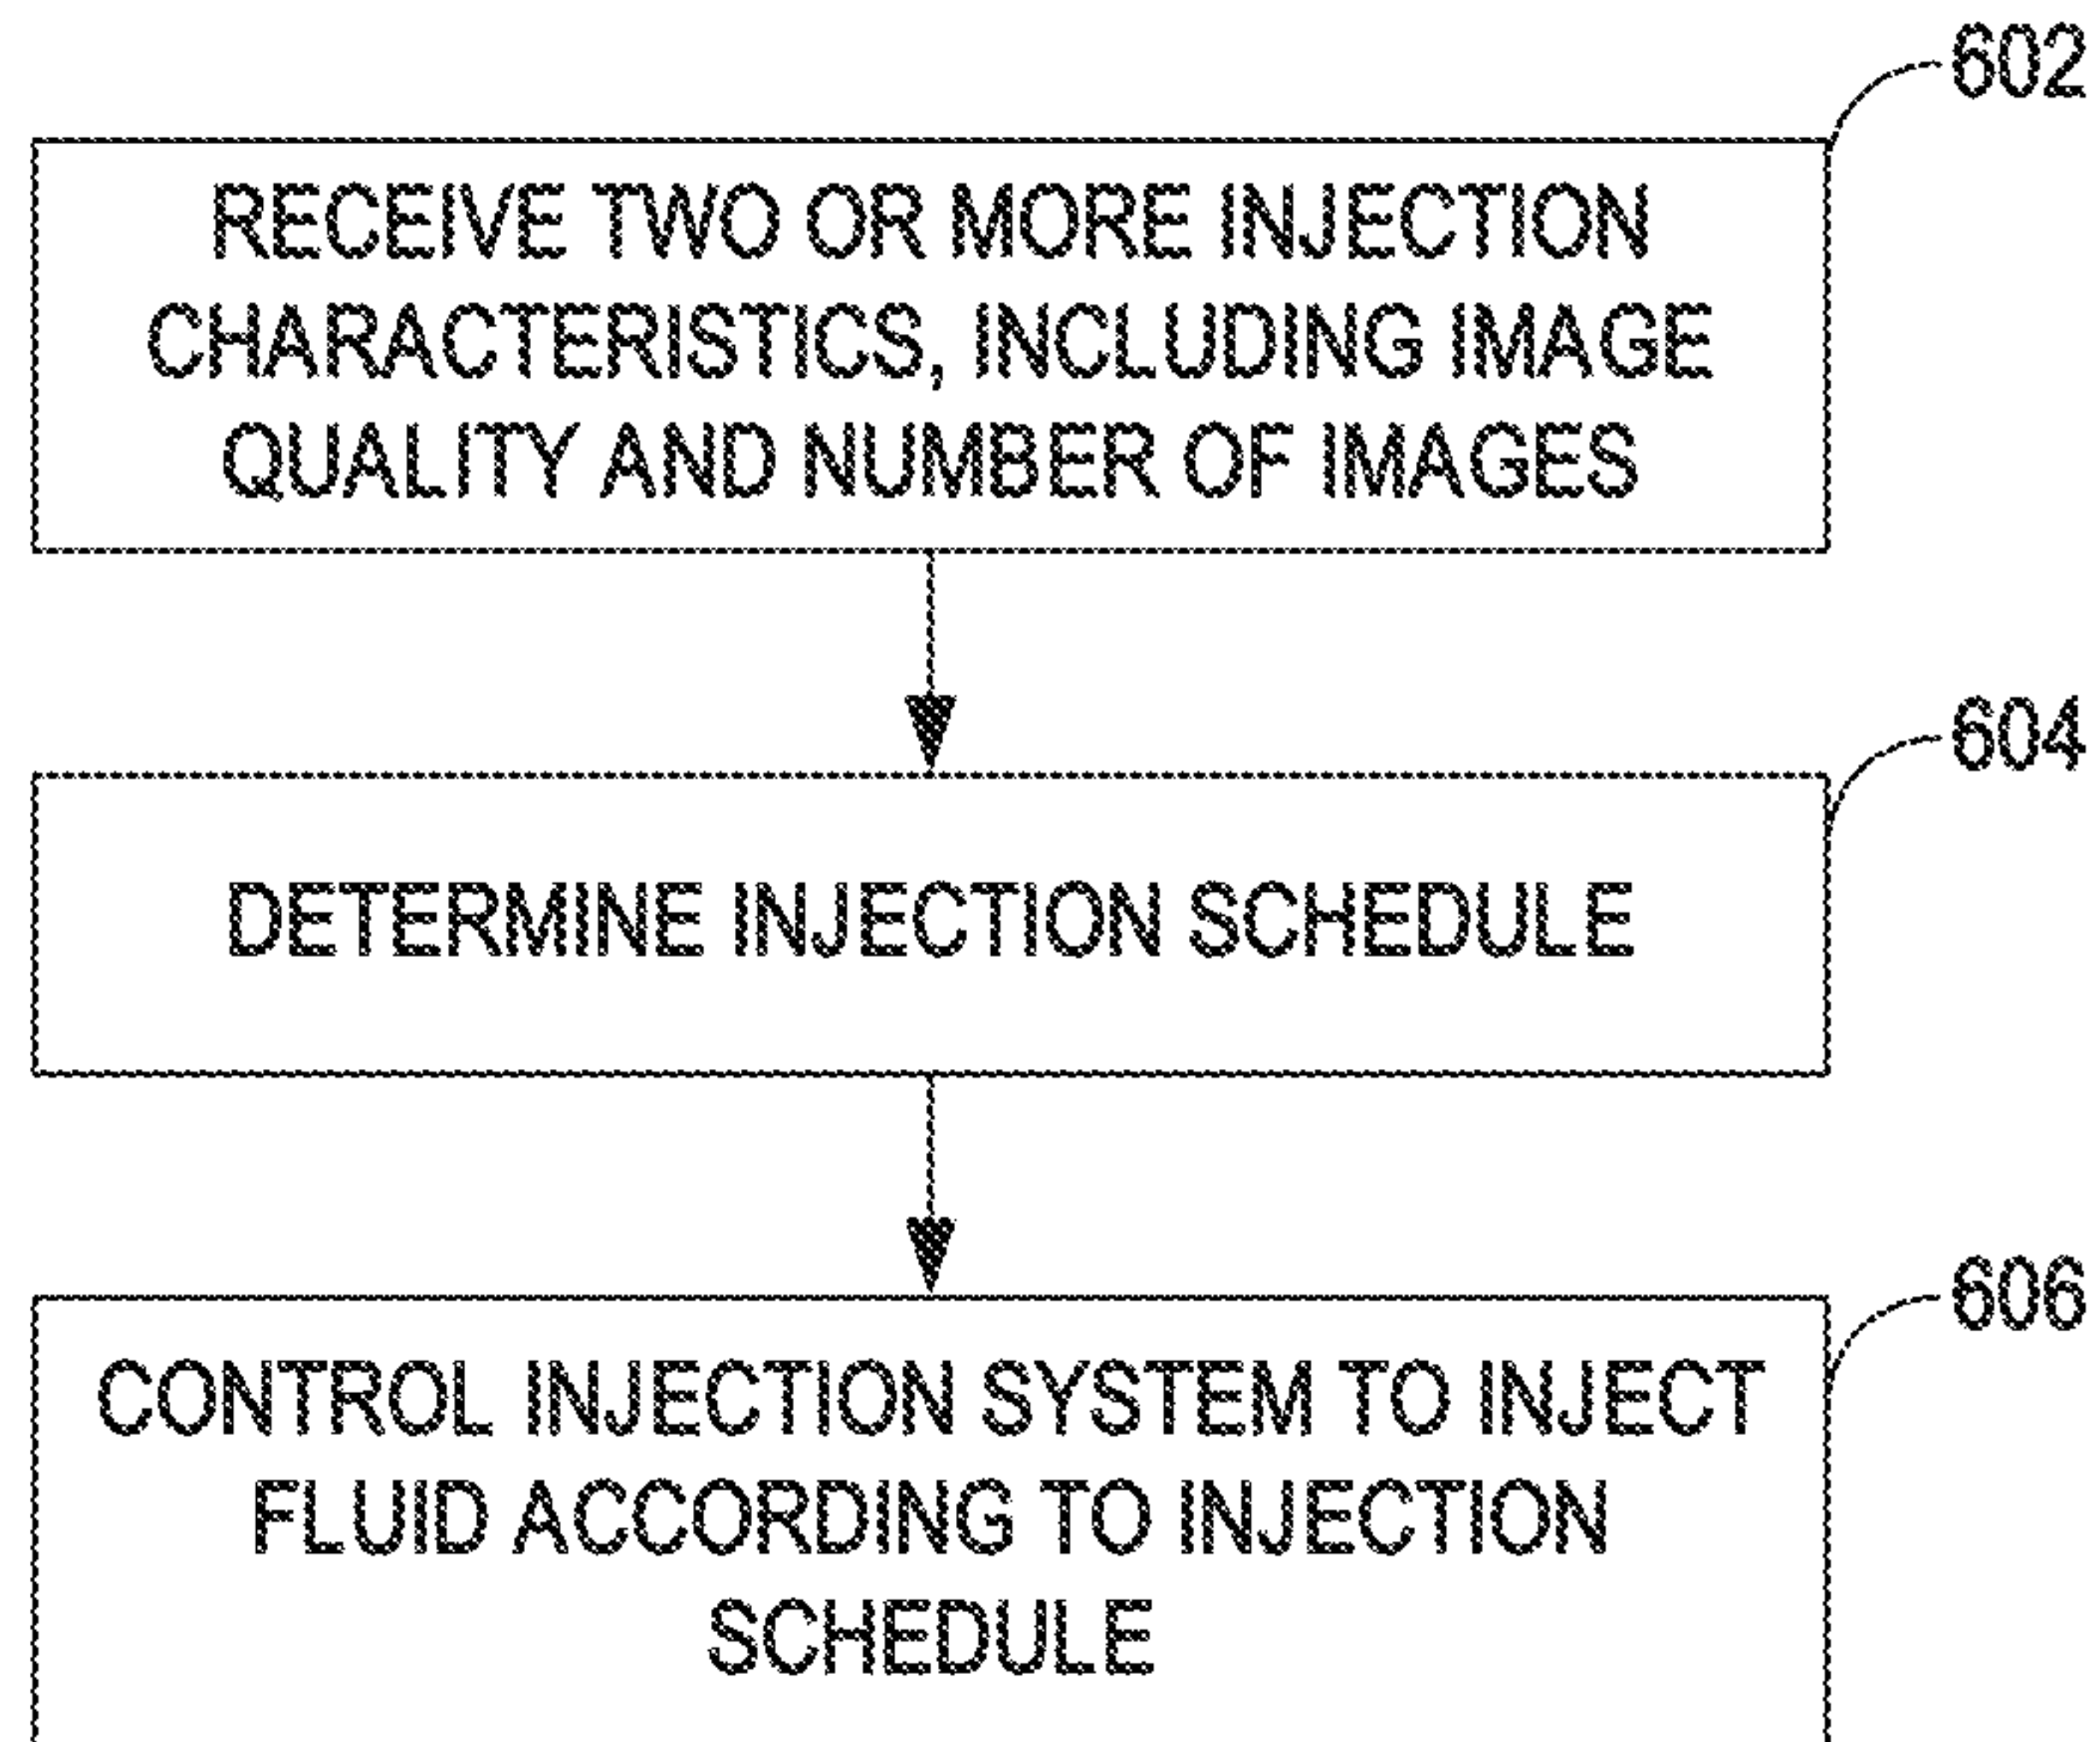 602
RECEIVE TWO OR MORE INJECTION
CHARACTERISTICS, INCLUDING IMAGE
QUALITY AND NUMBER OF IMAGES
604
DETERMINE INJECTION SCHEDULE
606
CONTROL INJECTION SYSTEM TO INJECT
FLUID ACCORDING TO INJECTION
SCHEDULE